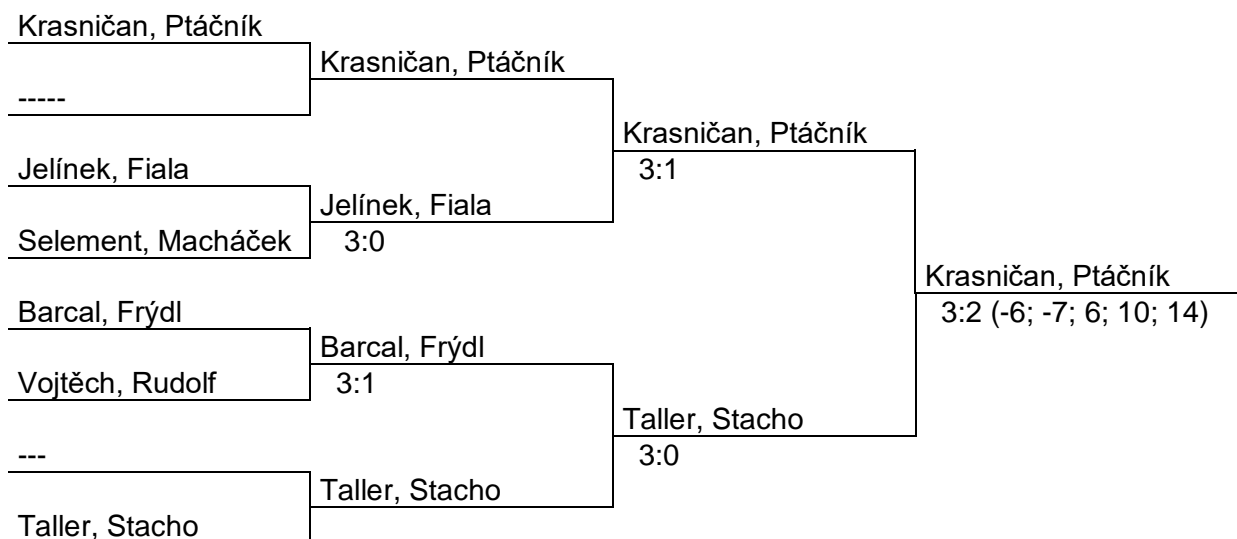 Krasničan, Ptáčník
Krasničan, Ptáčník
-----
Krasničan, Ptáčník
Jelínek, Fiala
3:1
Jelínek, Fiala
Selement, Macháček
3:0
Krasničan, Ptáčník
Barcal, Frýdl
3:2 (-6; -7; 6; 10; 14)
Barcal, Frýdl
Vojtěch, Rudolf
3:1
Taller, Stacho
---
3:0
Taller, Stacho
Taller, Stacho